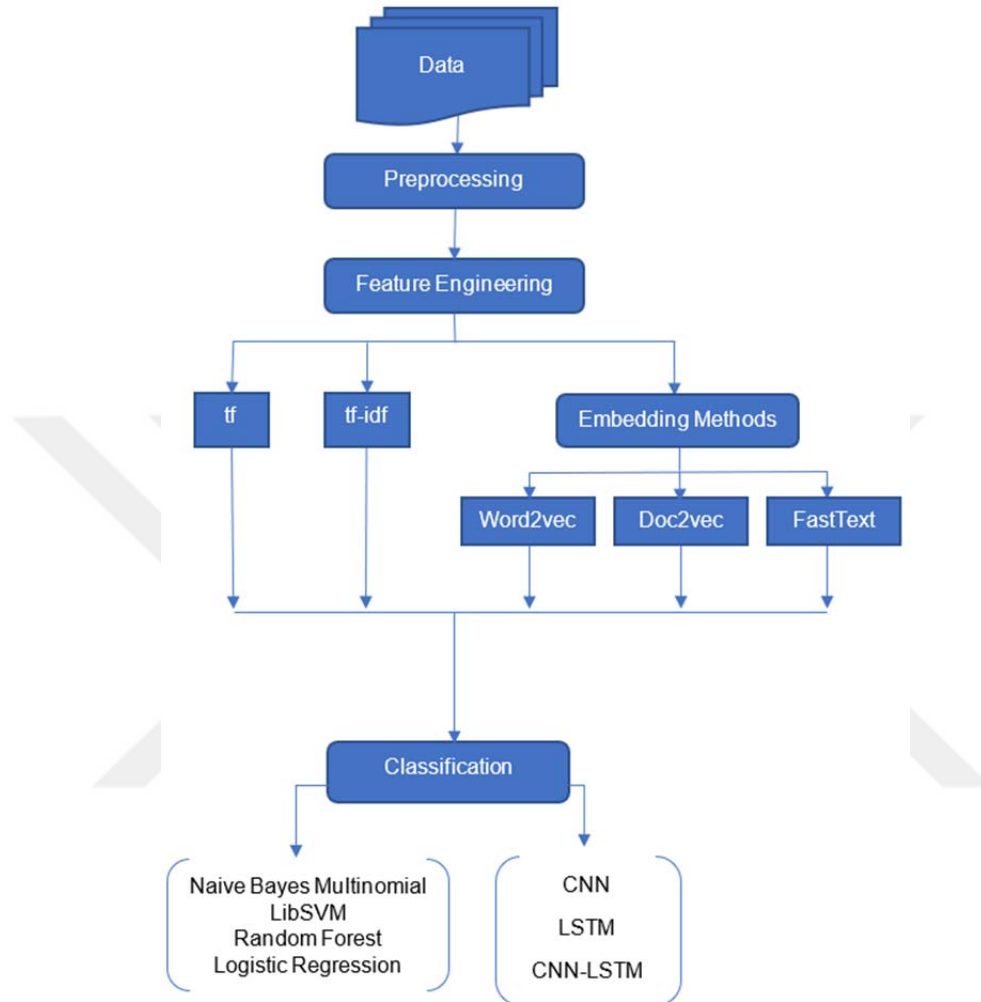 Data
Preprocessing
Feature Engineering
tf
tf-idf
Embedding Methods
Word2vec
Doc2vec
FastText
Classification
Naive Bayes Multinomial
LibSVM
Random Forest
Logistic Regression
CNN
LSTM
CNN-LSTM